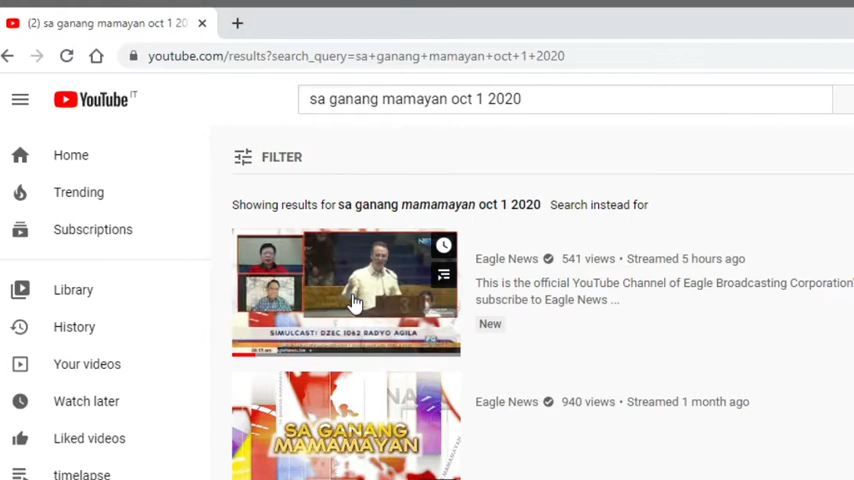 (2) sa ganang mamayan oct 1 20
youtube.com/results?search_query=sa+ganang+mamayan+oct+1+2020
YouTube IT
sa ganang mamayan oct 1 2020
Home
Trending
Subscriptions
Library
History
Your videos
Watch later
Liked videos
timelapse
FILTER
Showing results for sa ganang mamamayan oct 1 2020 Search instead for
SIMULCAST: DZEC 1062 RADYO AGILA
Eagle News 541 views • Streamed 5 hours ago
This is the official YouTube Channel of Eagle Broadcasting Corporation'
subscribe to Eagle News ...
New
SA GANANG
MAMAMAYAN
Eagle News 940 views • Streamed 1 month ago